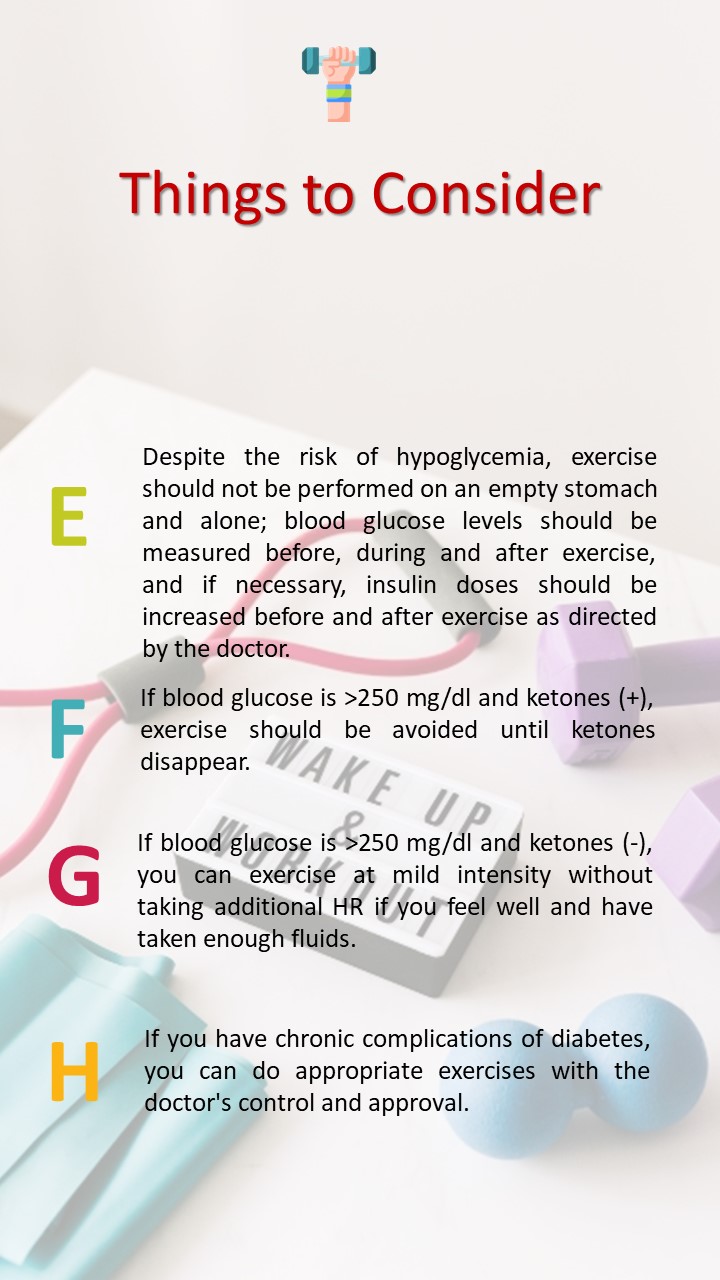 Things to Consider
E
Despite the risk of hypoglycemia, exercise
should not be performed on an empty stomach
and alone; blood glucose levels should be
measured before, during and after exercise,
and if necessary, insulin doses should be
increased before and after exercise as directed
by the doctor.
F
If blood glucose is >250 mg/dl and ketones (+),
exercise should be avoided until ketones
disappear.
WAKE UP
&
WORKOUT
G
If blood glucose is >250 mg/dl and ketones (-),
you can exercise at mild intensity without
taking additional HR if you feel well and have
taken enough fluids.
H
If you have chronic complications of diabetes,
you can do appropriate exercises with the
doctor's control and approval.